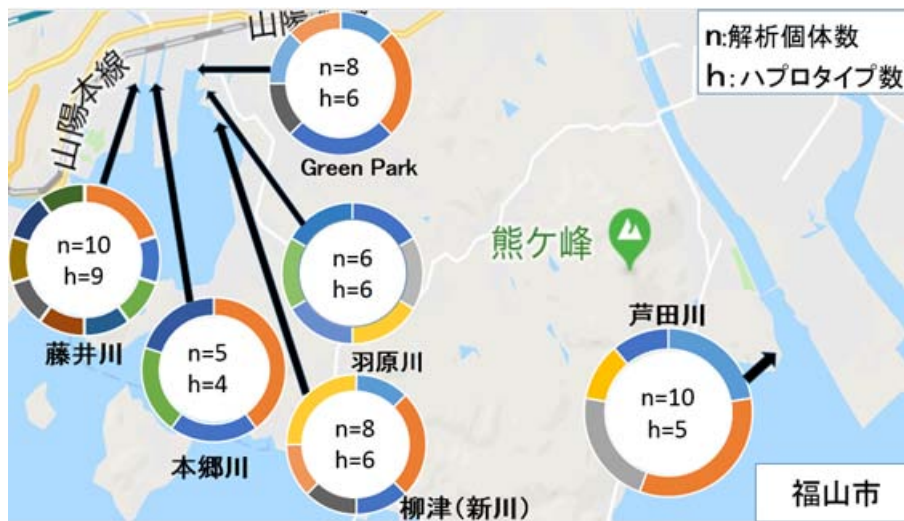 山陽本線
山陽
n:解析個体数
h:ハプロタイプ数
n=8
h=6
Green Park
n=10
h=9
藤井川
n=6
h=6
羽原川
熊ケ峰
芦田川
n=5
h=4
本郷川
n=8
h=6
柳津(新川)
n=10
h=5
福山市